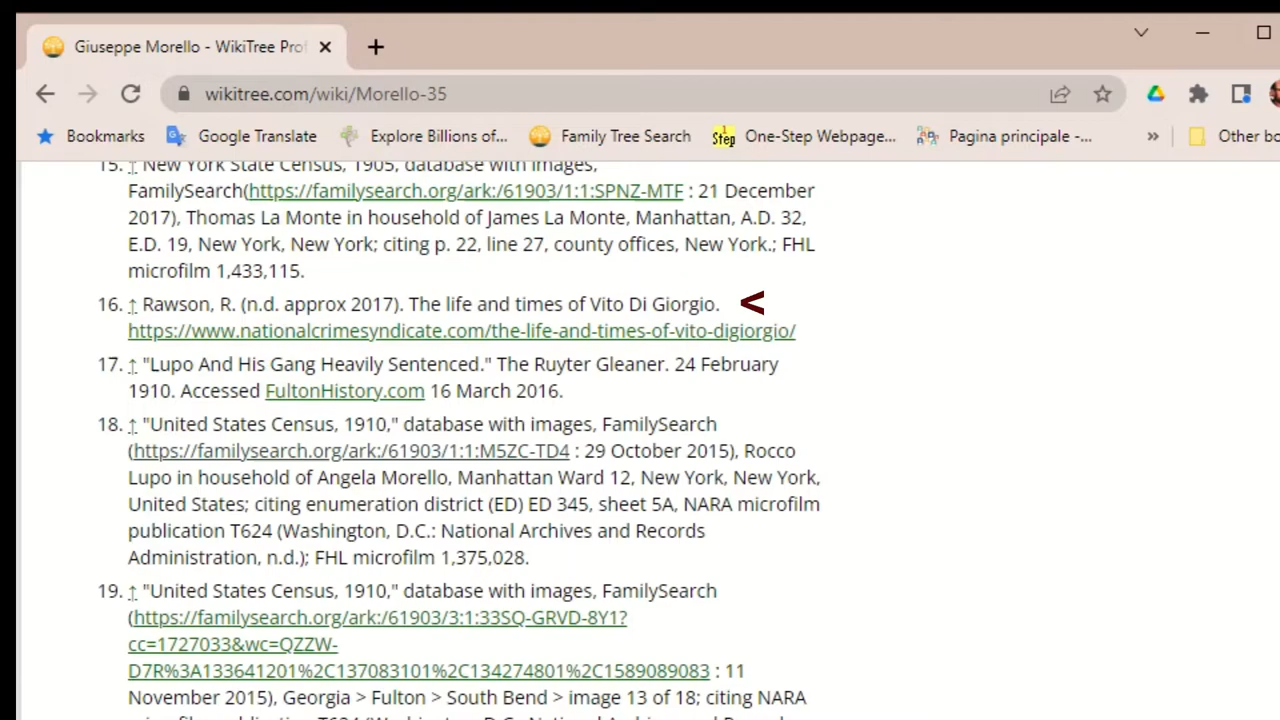 Giuseppe Morello - WikiTree Pro
wikitree.com/wiki/Morello-35
Bookmarks Google Translate Explore Billions of... Family Tree Search 1 Step One-Step Webpage... Pagina principale -... » Other bo
15. ↑ New York State Census, 1905, database with images,
FamilySearch(https://familysearch.org/ark:/61903/1:1:SPNZ-MTF : 21 December
2017), Thomas La Monte in household of James La Monte, Manhattan, A.D. 32,
E.D. 19, New York, New York; citing p. 22, line 27, county offices, New York.; FHL
microfilm 1,433,115.
16. ↑ Rawson, R. (n.d. approx 2017). The life and times of Vito Di Giorgio. <
https://www.nationalcrimesyndicate.com/the-life-and-times-of-vito-digiorgio/
17. ↑ "Lupo And His Gang Heavily Sentenced." The Ruyter Gleaner. 24 February
1910. Accessed FultonHistory.com 16 March 2016.
18. ↑ "United States Census, 1910," database with images, FamilySearch
(https://familysearch.org/ark:/61903/1:1:M5ZC-TD4 : 29 October 2015), Rocco
Lupo in household of Angela Morello, Manhattan Ward 12, New York, New York,
United States; citing enumeration district (ED) ED 345, sheet 5A, NARA microfilm
publication T624 (Washington, D.C.: National Archives and Records
Administration, n.d.); FHL microfilm 1,375,028.
19. ↑ "United States Census, 1910," database with images, FamilySearch
(https://familysearch.org/ark:/61903/3:1:33SQ-GRVD-8Y1?
cc=1727033&wc=QZZW-
D7R%3A133641201%2C137083101%2C134274801%2C1589089083 : 11
November 2015), Georgia > Fulton > South Bend > image 13 of 18; citing NARA